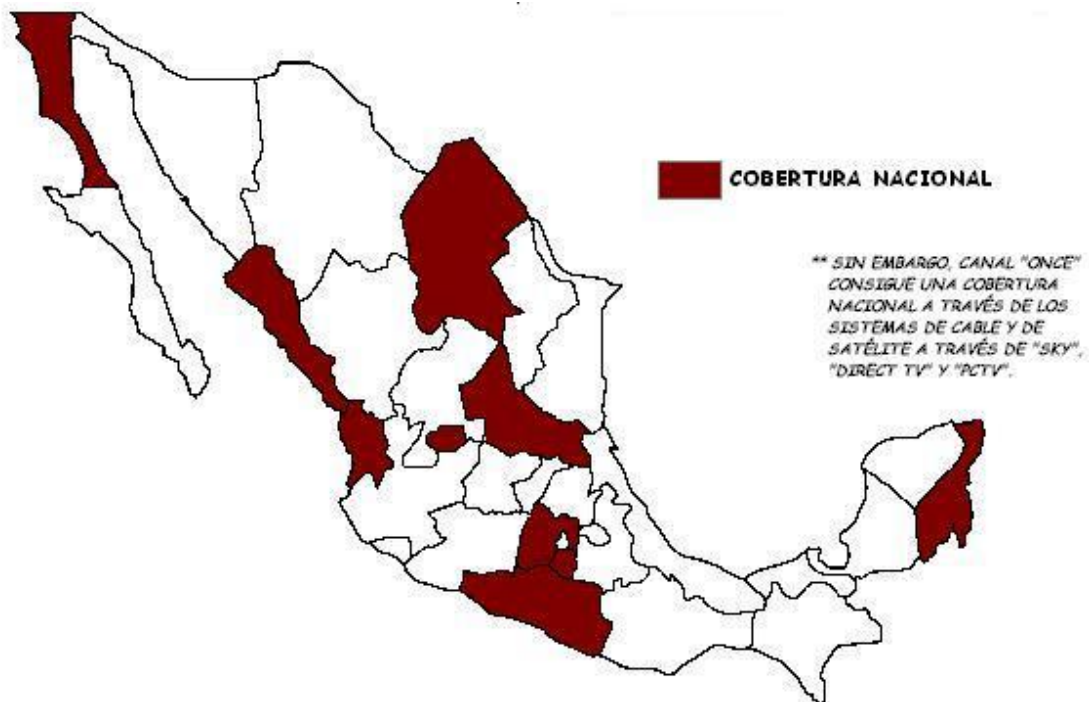 COBERTURA NACIONAL
** SIN EMBARGO, CANAL "ONCE"
CONSIGUE UNA COBERTURA
NACIONAL A TRAVÉS DE LOS
SISTEMAS DE CABLE Y DE
SATÉLITE A TRAVÉS DE "SKY",
"DIRECT TV" Y "PCTV".